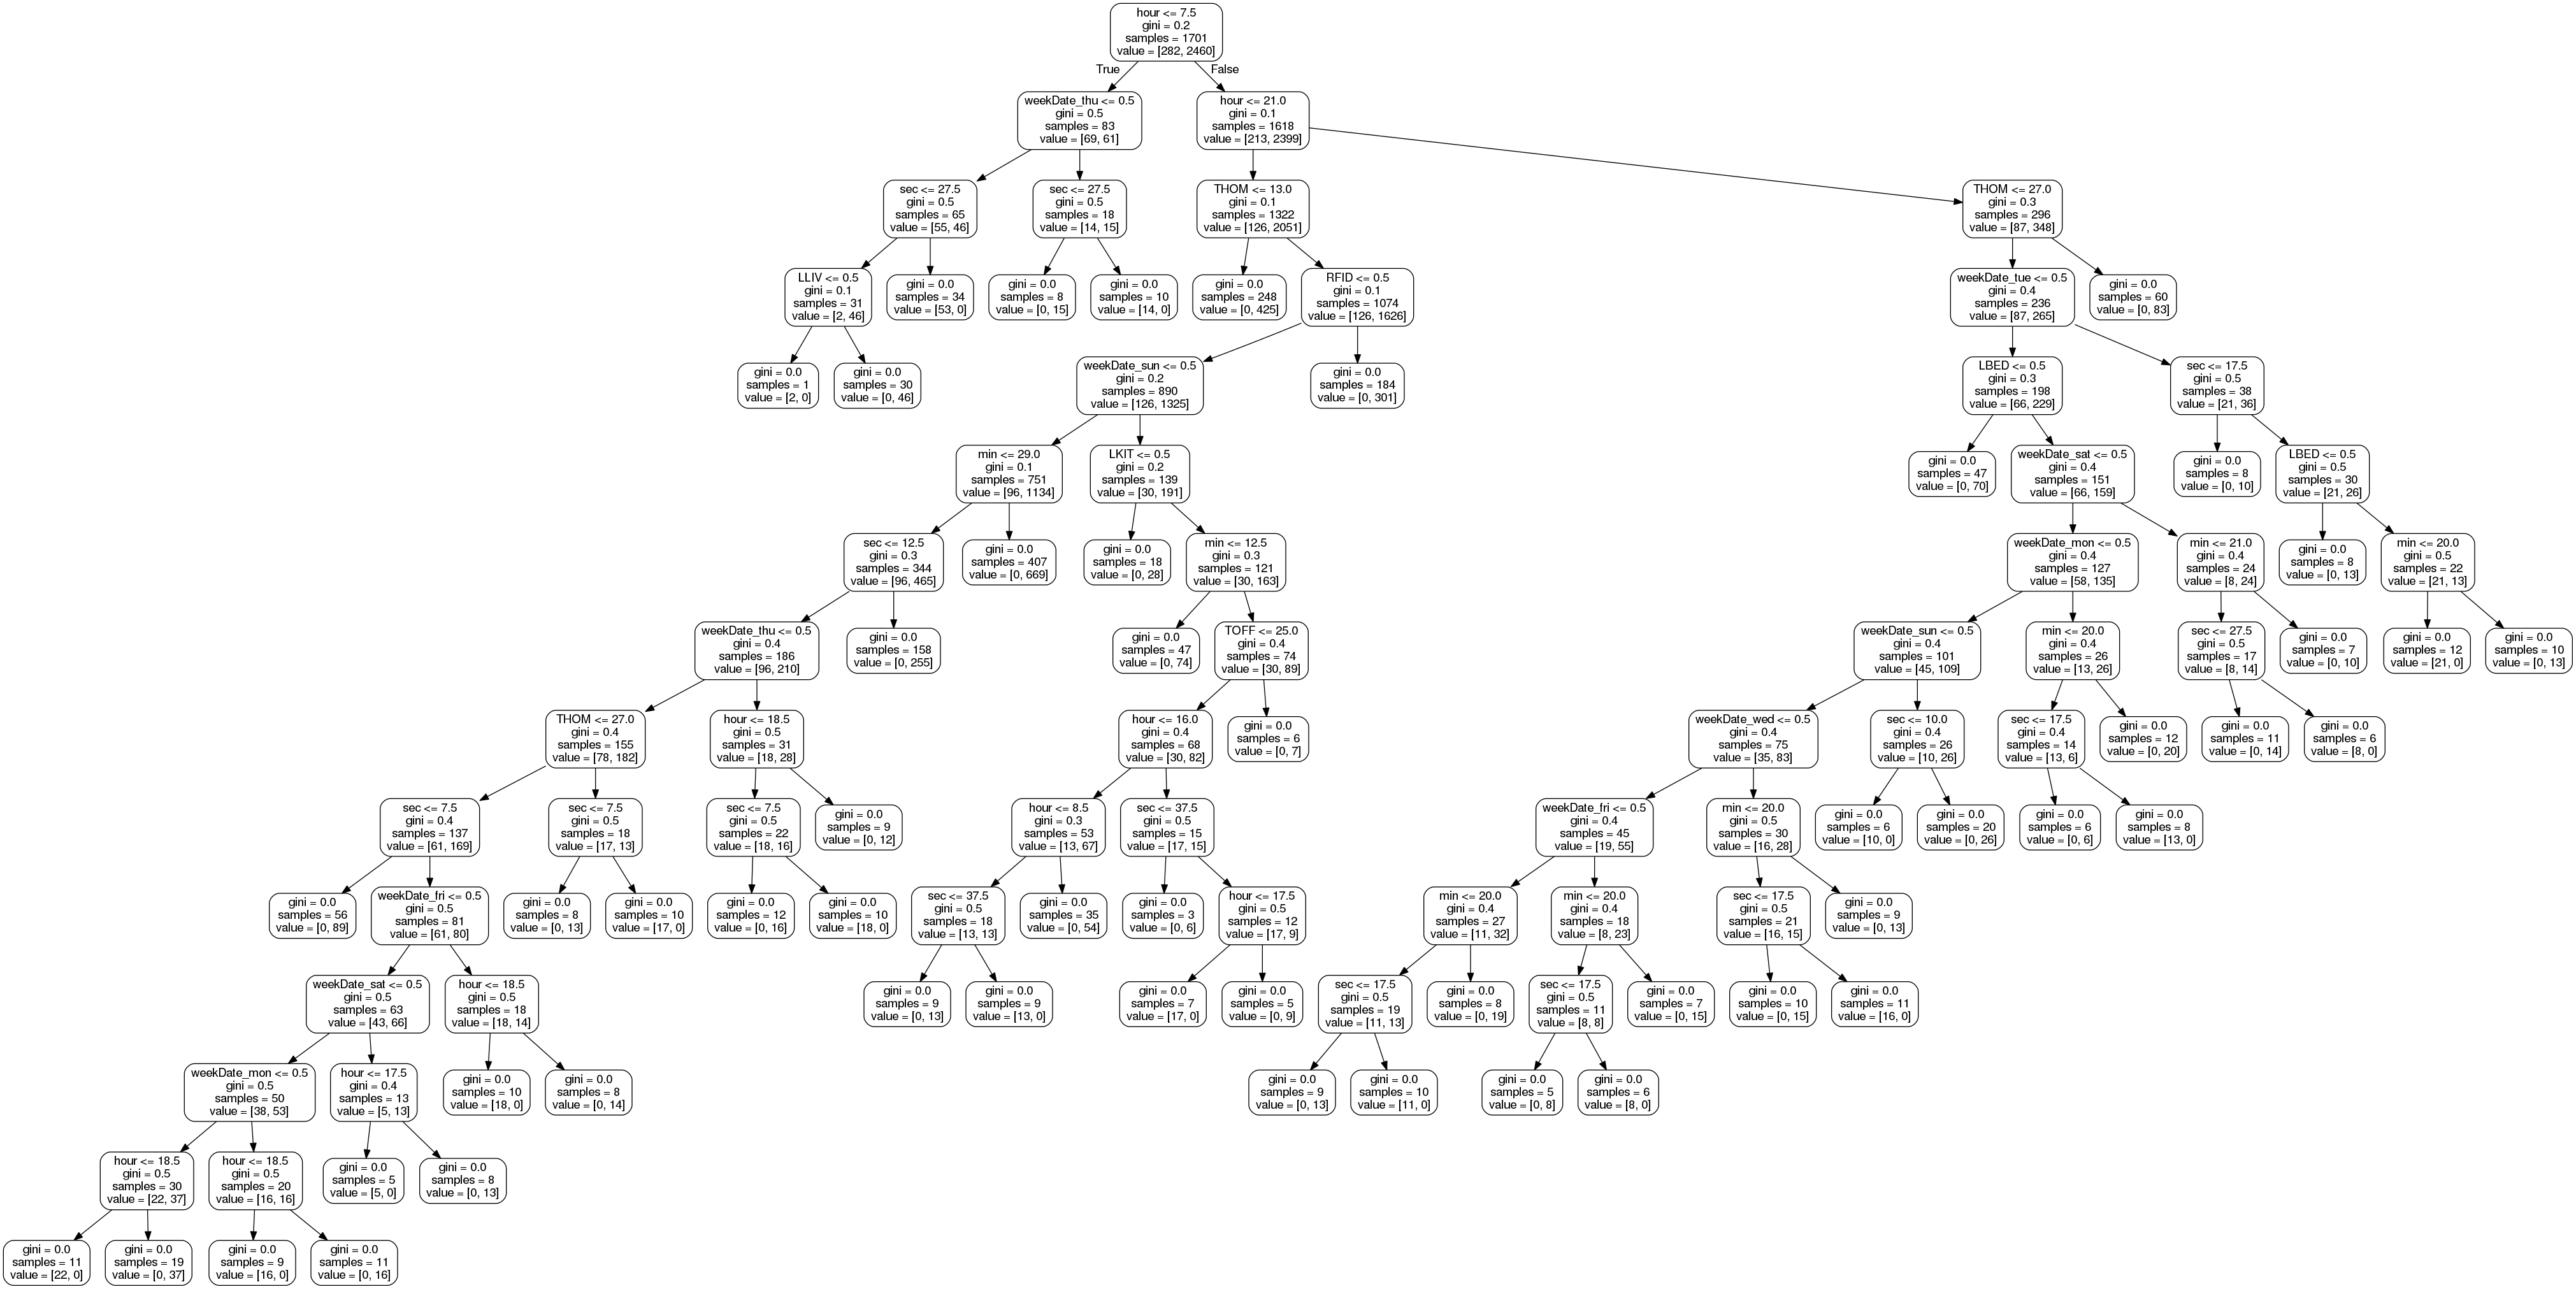 hour <= 7.5
gini = 0.2
samples = 1701
value = [282, 2460]
True
False
weekDate_thu <= 0.5
gini = 0.5
samples = 83
value = [69, 61]
hour <= 21.0
gini = 0.1
samples = 1618
value = [213, 2399]
sec <= 27.5
gini = 0.5
samples = 65
value = [55, 46]
sec <= 27.5
gini = 0.5
samples = 18
value = [14, 15]
THOM <= 13.0
gini = 0.1
samples = 1322
value = [126, 2051]
THOM <= 27.0
gini = 0.3
samples = 296
value = [87, 348]
LLIV <= 0.5
gini = 0.1
samples = 31
value = [2, 46]
gini = 0.0
samples = 34
value = [53, 0]
gini = 0.0
samples = 8
value = [0, 15]
gini = 0.0
samples = 10
value = [14, 0]
gini = 0.0
samples = 248
value = [0, 425]
RFID <= 0.5
gini = 0.1
samples = 1074
value = [126, 1626]
weekDate_tue <= 0.5
gini = 0.4
samples = 236
value = [87, 265]
gini = 0.0
samples = 60
value = [0, 83]
gini = 0.0
samples = 1
value = [2, 0]
gini = 0.0
samples = 30
value = [0, 46]
weekDate_sun <= 0.5
gini = 0.2
samples = 890
value = [126, 1325]
gini = 0.0
samples = 184
value = [0, 301]
LBED <= 0.5
gini = 0.3
samples = 198
value = [66, 229]
sec <= 17.5
gini = 0.5
samples = 38
value = [21, 36]
min <= 29.0
gini = 0.1
samples = 751
value = [96, 1134]
LKIT <= 0.5
gini = 0.2
samples = 139
value = [30, 191]
gini = 0.0
samples = 47
value = [0, 70]
weekDate_sat <= 0.5
gini = 0.4
samples = 151
value = [66, 159]
gini = 0.0
samples = 8
value = [0, 10]
LBED <= 0.5
gini = 0.5
samples = 30
value = [21, 26]
sec <= 12.5
gini = 0.3
samples = 344
value = [96, 465]
gini = 0.0
samples = 407
value = [0, 669]
gini = 0.0
samples = 18
value = [0, 28]
min <= 12.5
gini = 0.3
samples = 121
value = [30, 163]
weekDate_mon <= 0.5
gini = 0.4
samples = 127
value = [58, 135]
min <= 21.0
gini = 0.4
samples = 24
value = [8, 24]
gini = 0.0
samples = 8
value = [0, 13]
min <= 20.0
gini = 0.5
samples = 22
value = [21, 13]
weekDate_thu <= 0.5
gini = 0.4
samples = 186
value = [96, 210]
gini = 0.0
samples = 158
value = [0, 255]
gini = 0.0
samples = 47
value = [0, 74]
TOFF <= 25.0
gini = 0.4
samples = 74
value = [30, 89]
weekDate_sun <= 0.5
gini = 0.4
samples = 101
value = [45, 109]
min <= 20.0
gini = 0.4
samples = 26
value = [13, 26]
sec <= 27.5
gini = 0.5
samples = 17
value = [8, 14]
gini = 0.0
samples = 7
value = [0, 10]
gini = 0.0
samples = 12
value = [21, 0]
gini = 0.0
samples = 10
value = [0, 13]
THOM <= 27.0
gini = 0.4
samples = 155
value = [78, 182]
hour <= 18.5
gini = 0.5
samples = 31
value = [18, 28]
hour <= 16.0
gini = 0.4
samples = 68
value = [30, 82]
gini = 0.0
samples = 6
value = [0, 7]
weekDate_wed <= 0.5
gini = 0.4
samples = 75
value = [35, 83]
sec <= 10.0
gini = 0.4
samples = 26
value = [10, 26]
sec <= 17.5
gini = 0.4
samples = 14
value = [13, 6]
gini = 0.0
samples = 12
value = [0, 20]
gini = 0.0
samples = 11
value = [0, 14]
gini = 0.0
samples = 6
value = [8, 0]
sec <= 7.5
gini = 0.4
samples = 137
value = [61, 169]
sec <= 7.5
gini = 0.5
samples = 18
value = [17, 13]
sec <= 7.5
gini = 0.5
samples = 22
value = [18, 16]
gini = 0.0
samples = 9
value = [0, 12]
hour <= 8.5
gini = 0.3
samples = 53
value = [13, 67]
sec <= 37.5
gini = 0.5
samples = 15
value = [17, 15]
weekDate_fri <= 0.5
gini = 0.4
samples = 45
value = [19, 55]
min <= 20.0
gini = 0.5
samples = 30
value = [16, 28]
gini = 0.0
samples = 6
value = [10, 0]
gini = 0.0
samples = 20
value = [0, 26]
gini = 0.0
samples = 6
value = [0, 6]
gini = 0.0
samples = 8
value = [13, 0]
gini = 0.0
samples = 56
value = [0, 89]
weekDate_fri <= 0.5
gini = 0.5
samples = 81
value = [61, 80]
gini = 0.0
samples = 8
value = [0, 13]
gini = 0.0
samples = 10
value = [17, 0]
gini = 0.0
samples = 12
value = [0, 16]
gini = 0.0
samples = 10
value = [18, 0]
sec <= 37.5
gini = 0.5
samples = 18
value = [13, 13]
gini = 0.0
samples = 35
value = [0, 54]
gini = 0.0
samples = 3
value = [0, 6]
hour <= 17.5
gini = 0.5
samples = 12
value = [17, 9]
min <= 20.0
gini = 0.4
samples = 27
value = [11, 32]
min <= 20.0
gini = 0.4
samples = 18
value = [8, 23]
sec <= 17.5
gini = 0.5
samples = 21
value = [16, 15]
gini = 0.0
samples = 9
value = [0, 13]
weekDate_sat <= 0.5
gini = 0.5
samples = 63
value = [43, 66]
hour <= 18.5
gini = 0.5
samples = 18
value = [18, 14]
gini = 0.0
samples = 9
value = [0, 13]
gini = 0.0
samples = 9
value = [13, 0]
gini = 0.0
samples = 7
value = [17, 0]
gini = 0.0
samples = 5
value = [0, 9]
sec <= 17.5
gini = 0.5
samples = 19
value = [11, 13]
gini = 0.0
samples = 8
value = [0, 19]
sec <= 17.5
gini = 0.5
samples = 11
value = [8, 8]
gini = 0.0
samples = 7
value = [0, 15]
gini = 0.0
samples = 10
value = [0, 15]
gini = 0.0
samples = 11
value = [16, 0]
weekDate_mon <= 0.5
gini = 0.5
samples = 50
value = [38, 53]
hour <= 17.5
gini = 0.4
samples = 13
value = [5, 13]
gini = 0.0
samples = 10
value = [18, 0]
gini = 0.0
samples = 8
value = [0, 14]
gini = 0.0
samples = 9
value = [0, 13]
gini = 0.0
samples = 10
value = [11, 0]
gini = 0.0
samples = 5
value = [0, 8]
gini = 0.0
samples = 6
value = [8, 0]
hour <= 18.5
gini = 0.5
samples = 30
value = [22, 37]
hour <= 18.5
gini = 0.5
samples = 20
value = [16, 16]
gini = 0.0
samples = 5
value = [5, 0]
gini = 0.0
samples = 8
value = [0, 13]
gini = 0.0
samples = 11
value = [22, 0]
gini = 0.0
samples = 19
value = [0, 37]
gini = 0.0
samples = 9
value = [16, 0]
gini = 0.0
samples = 11
value = [0, 16]